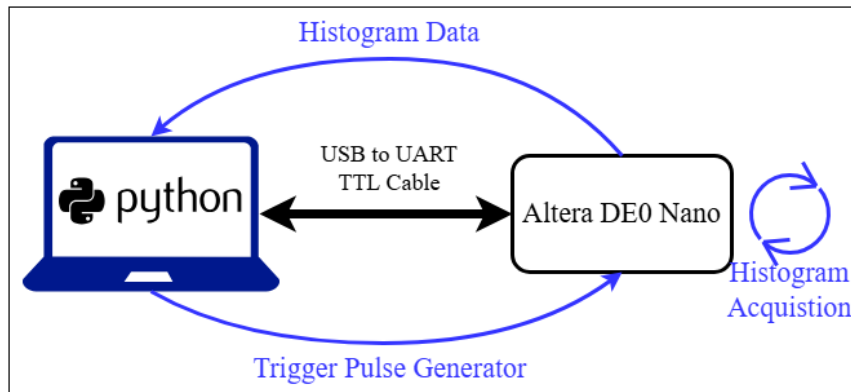 Histogram Data
USB to UART
TTL Cable
python
Altera DE0 Nano
Histogram
Acquistion
Trigger Pulse Generator